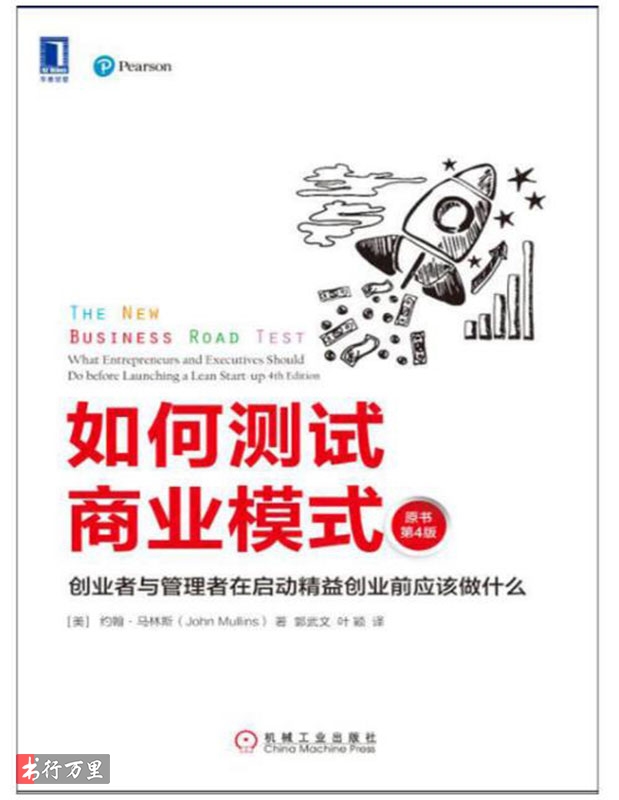 Pearson
THE NEW
BUSINESS ROAD TEST
What Entrepreneurs and Executives Should
Do before Launching a Lean Start-up 4th Edition
如何测试
商业模式
原书
第4版
创业者与管理者在启动精益创业前应该做什么
[美] 约翰·马林斯（John Mullins）著 郭武文 叶颖 译
机械工业出版社
China Machine Press
书行万里